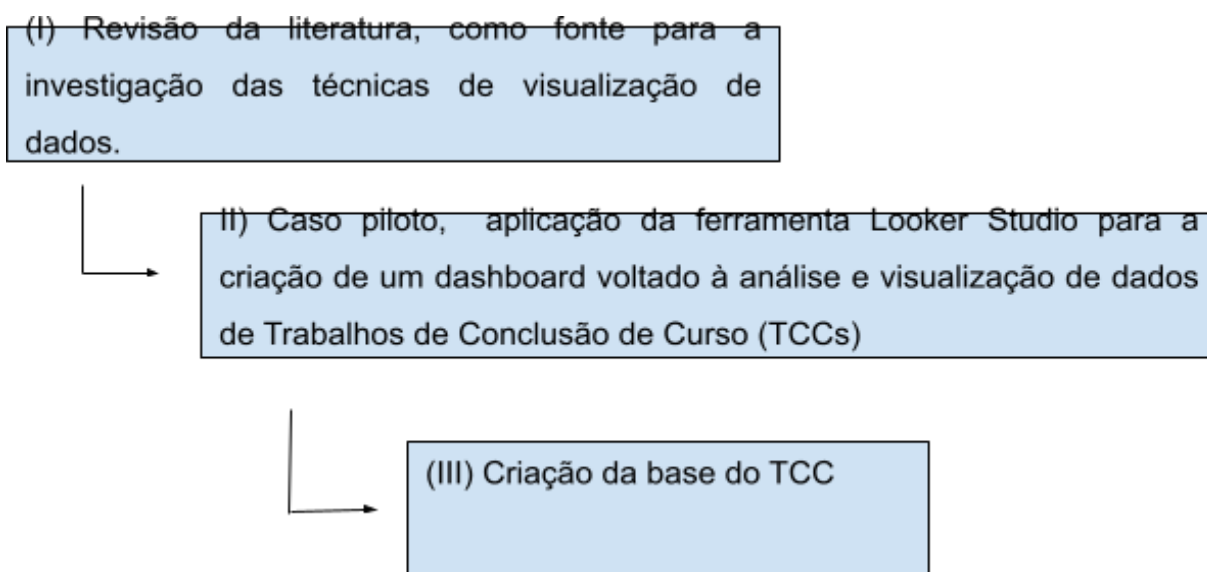 (I) Revisão da literatura, como fonte para a
investigação das técnicas de visualização de
dados.
II) Caso piloto, aplicação da ferramenta Looker Studio para a
criação de um dashboard voltado à análise e visualização de dados
de Trabalhos de Conclusão de Curso (TCCs)
(III) Criação da base do TCC